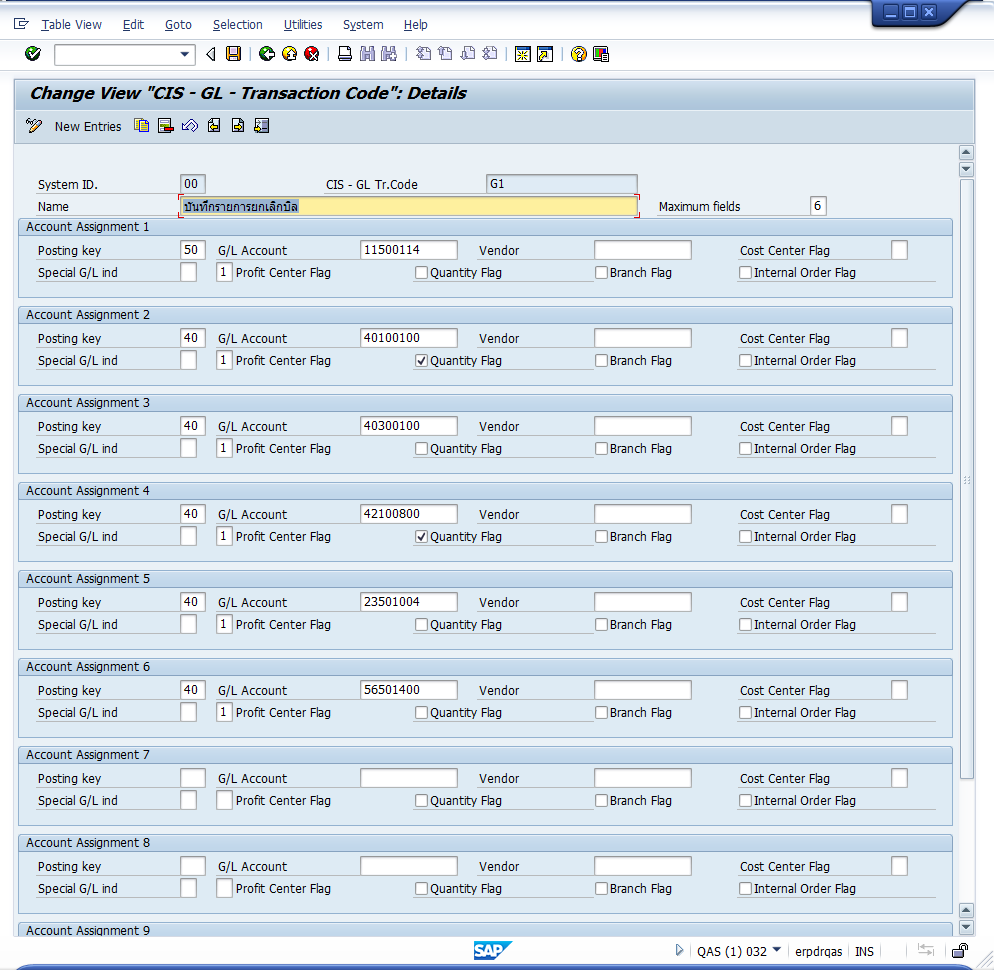 Table View Edit Goto Selection Utilities System Help
Change View "CIS - GL - Transaction Code": Details
New Entries
System ID. 00 CIS - GL Tr.Code G1
Name บันทึกรายการยกเลิกบิล Maximum fields 6
Account Assignment 1
Posting key 50 G/L Account 11500114 Vendor Cost Center Flag
Special G/L ind 1 Profit Center Flag Quantity Flag Branch Flag Internal Order Flag
Account Assignment 2
Posting key 40 G/L Account 40100100 Vendor Cost Center Flag
Special G/L ind 1 Profit Center Flag Quantity Flag Branch Flag Internal Order Flag
Account Assignment 3
Posting key 40 G/L Account 40300100 Vendor Cost Center Flag
Special G/L ind 1 Profit Center Flag Quantity Flag Branch Flag Internal Order Flag
Account Assignment 4
Posting key 40 G/L Account 42100800 Vendor Cost Center Flag
Special G/L ind 1 Profit Center Flag Quantity Flag Branch Flag Internal Order Flag
Account Assignment 5
Posting key 40 G/L Account 23501004 Vendor Cost Center Flag
Special G/L ind 1 Profit Center Flag Quantity Flag Branch Flag Internal Order Flag
Account Assignment 6
Posting key 40 G/L Account 56501400 Vendor Cost Center Flag
Special G/L ind 1 Profit Center Flag Quantity Flag Branch Flag Internal Order Flag
Account Assignment 7
Posting key G/L Account Vendor Cost Center Flag
Special G/L ind Profit Center Flag Quantity Flag Branch Flag Internal Order Flag
Account Assignment 8
Posting key G/L Account Vendor Cost Center Flag
Special G/L ind Profit Center Flag Quantity Flag Branch Flag Internal Order Flag
Account Assignment 9
SAP QAS (1) 032 erpdrqas INS